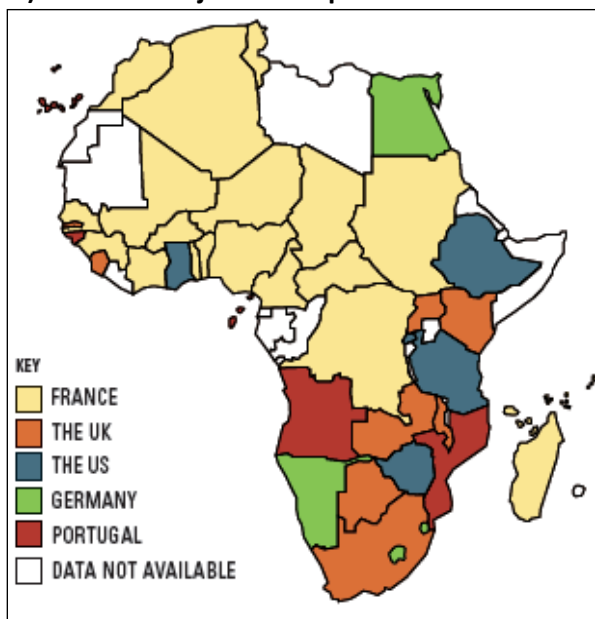 KEY
FRANCE
THE UK
THE US
GERMANY
PORTUGAL
DATA NOT AVAILABLE